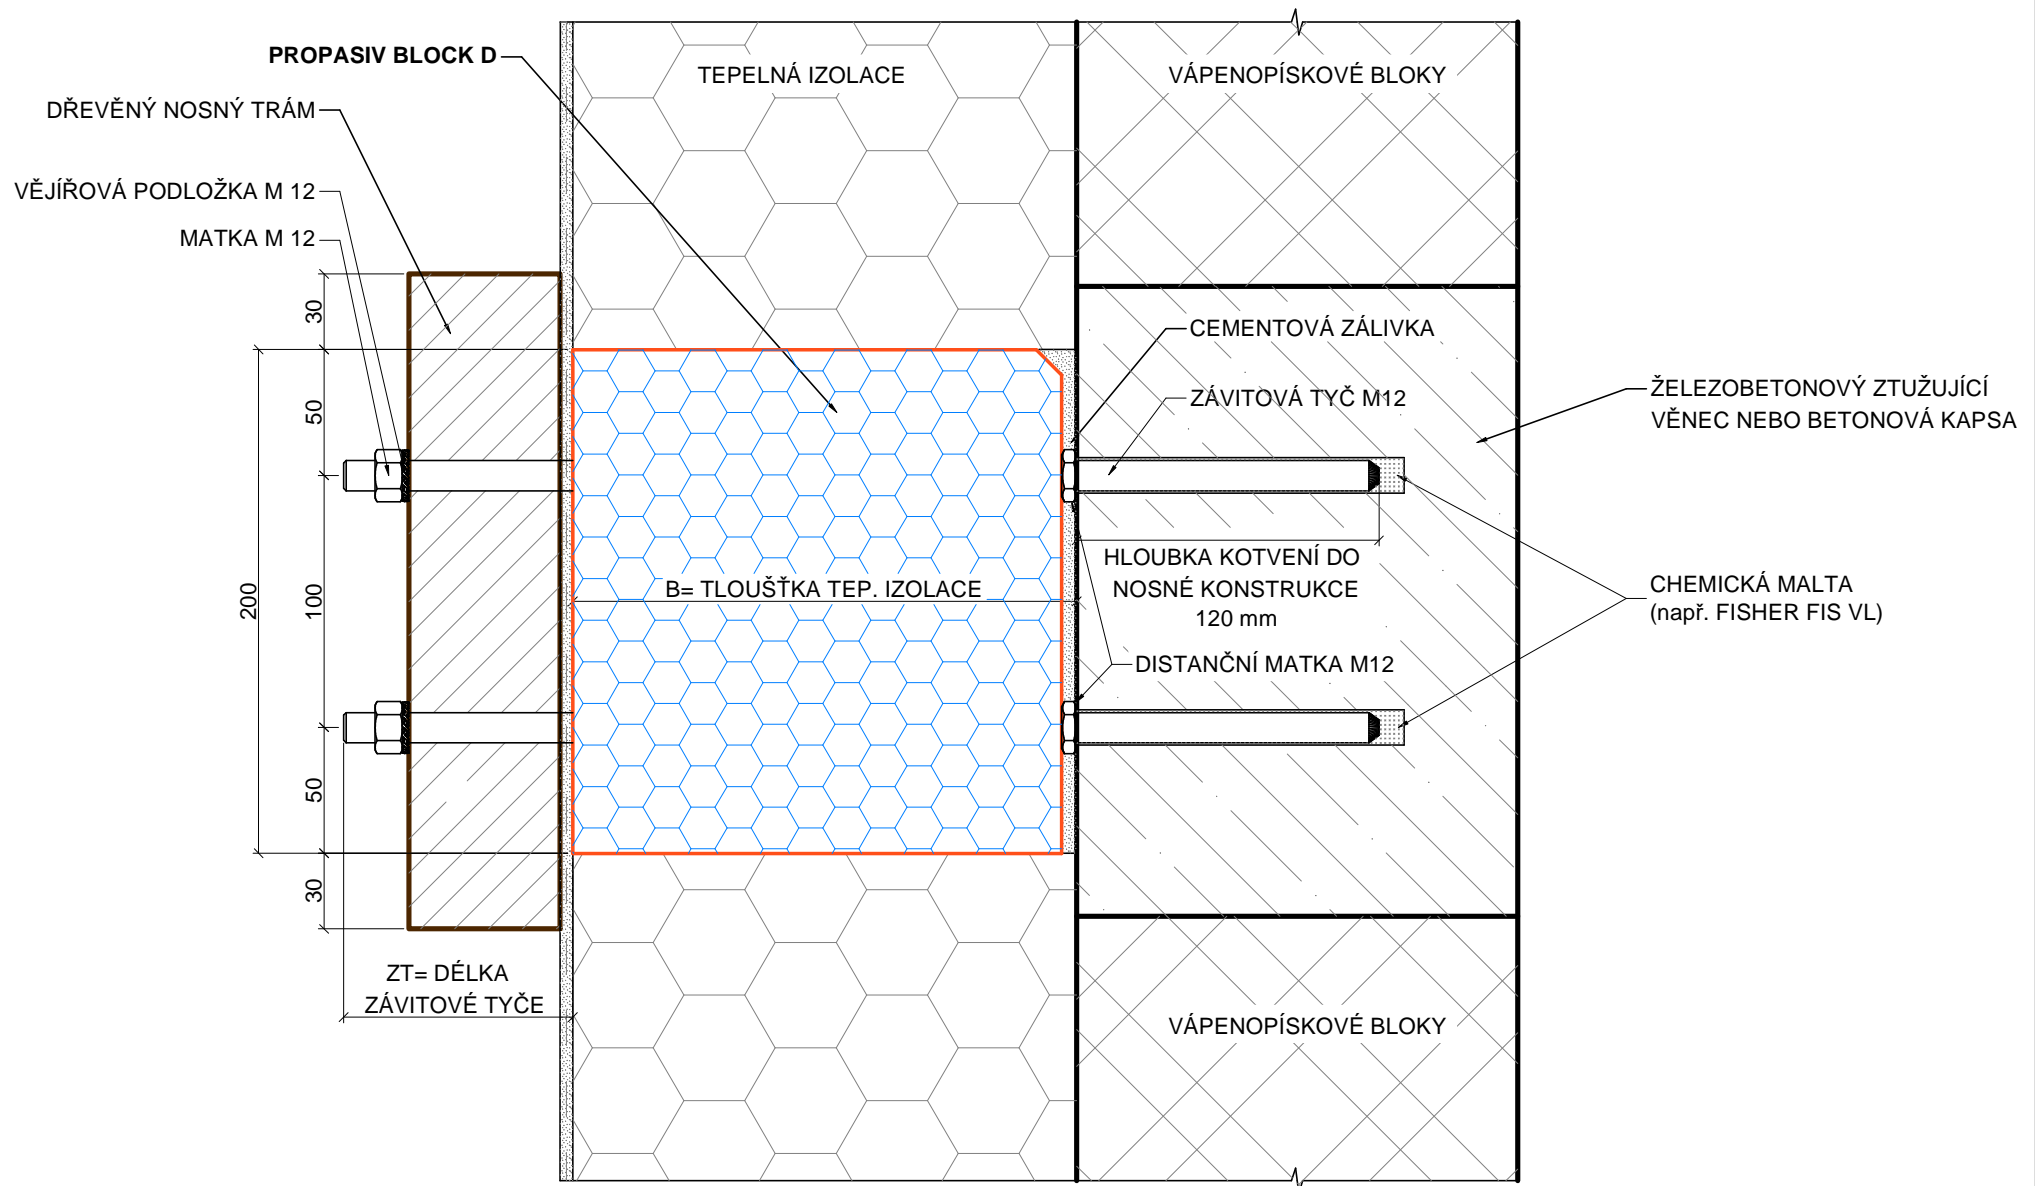 PROPASIV BLOCK D
TEPELNÁ IZOLACE
VÁPENOPÍSKOVÉ BLOKY
DŘEVĚNÝ NOSNÝ TRÁM
VĚJÍŘOVÁ PODLOŽKA M 12
MATKA M 12
30
50
100
200
50
30
CEMENTOVÁ ZÁLIVKA
ZÁVITOVÁ TYČ M12
ŽELEZOBETONOVÝ ZTUŽUJÍCÍ
VĚNEC NEBO BETONOVÁ KAPSA
HLOUBKA KOTVENÍ DO
NOSNÉ KONSTRUKCE
120 mm
B= TLOUŠŤKA TEP. IZOLACE
CHEMICKÁ MALTA
(např. FISHER FIS VL)
DISTANČNÍ MATKA M12
ZT= DÉLKA
ZÁVITOVÉ TYČE
VÁPENOPÍSKOVÉ BLOKY